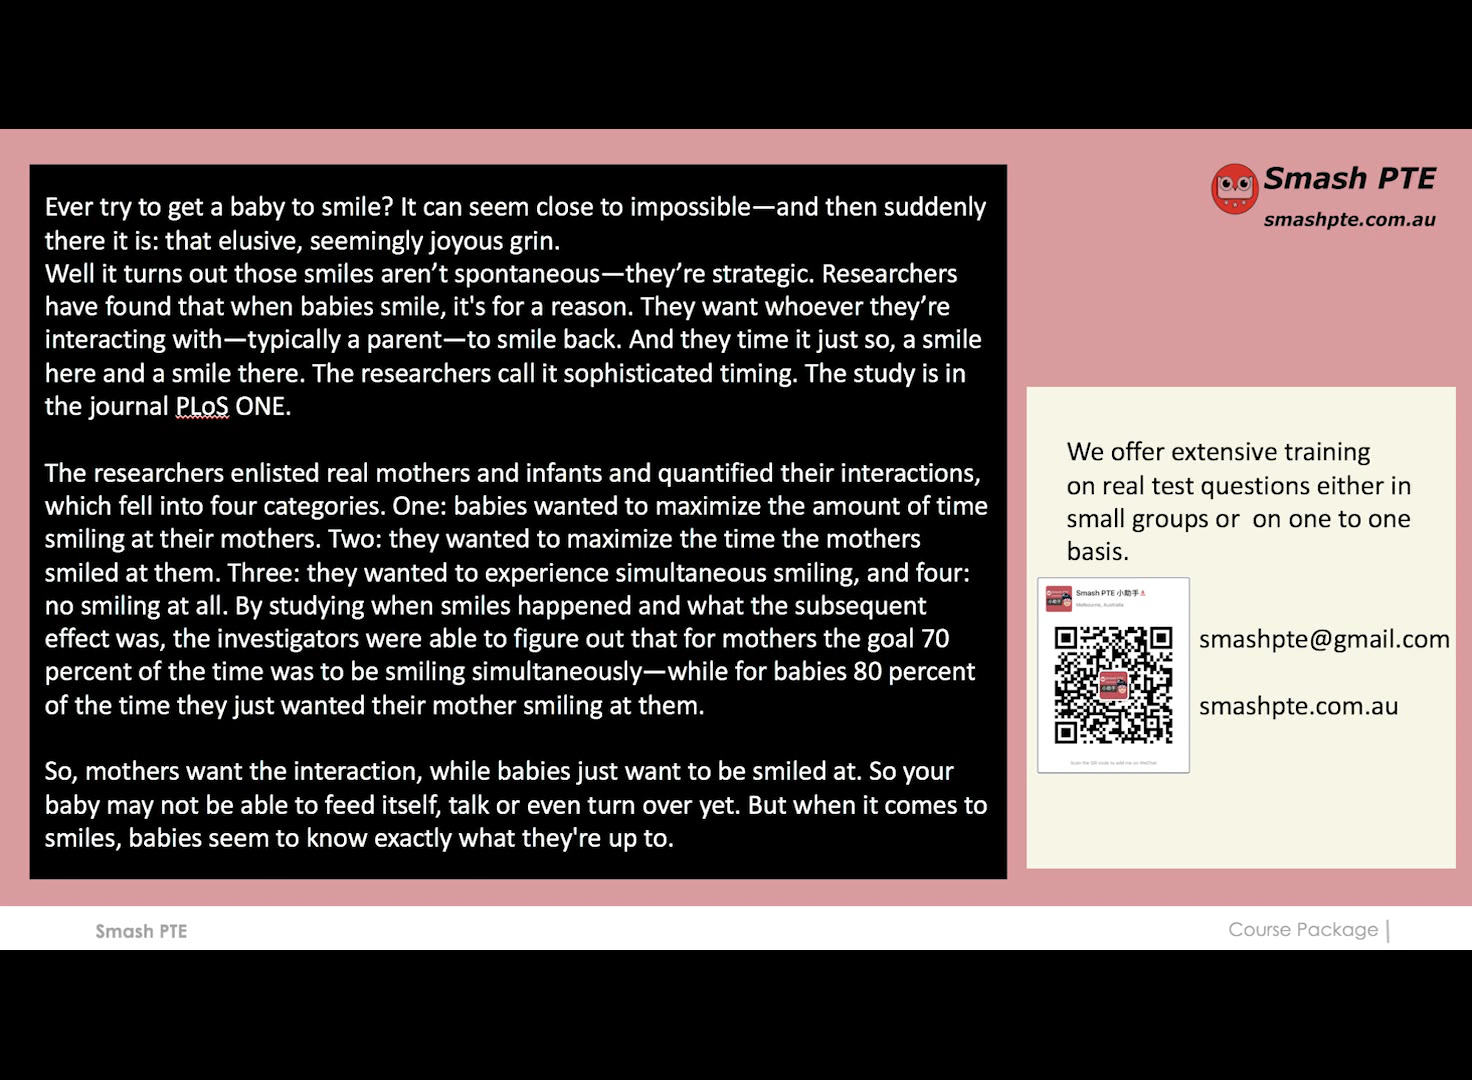 Smash PTE
smashpte.com.au
Ever try to get a baby to smile? It can seem close to impossible—and then suddenly
there it is: that elusive, seemingly joyous grin.
Well it turns out those smiles aren’t spontaneous—they’re strategic. Researchers
have found that when babies smile, it's for a reason. They want whoever they’re
interacting with—typically a parent—to smile back. And they time it just so, a smile
here and a smile there. The researchers call it sophisticated timing. The study is in
the journal PLoS ONE.
The researchers enlisted real mothers and infants and quantified their interactions,
which fell into four categories. One: babies wanted to maximize the amount of time
smiling at their mothers. Two: they wanted to maximize the time the mothers
smiled at them. Three: they wanted to experience simultaneous smiling, and four:
no smiling at all. By studying when smiles happened and what the subsequent
effect was, the investigators were able to figure out that for mothers the goal 70
percent of the time was to be smiling simultaneously—while for babies 80 percent
of the time they just wanted their mother smiling at them.
So, mothers want the interaction, while babies just want to be smiled at. So your
baby may not be able to feed itself, talk or even turn over yet. But when it comes to
smiles, babies seem to know exactly what they're up to.
We offer extensive training
on real test questions either in
small groups or  on one to one
basis.
Smash PTE 小助手
Melbourne, Australia
Scan the QR code to add me on WeChat
smashpte@gmail.com
smashpte.com.au
Smash PTE
Course Package |